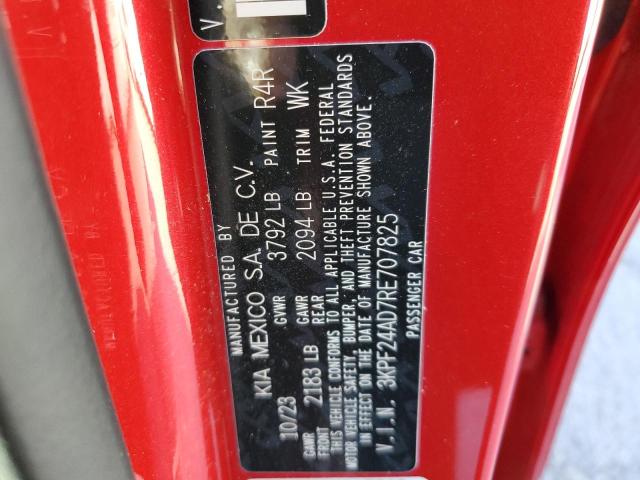 V.
MANUFACTURED BY
KIA MEXICO S.A. DE C.V.
10/23 GVWR 3792 LB PAINT R4R
GAWR FRONT 2183 LB GAWR REAR 2094 LB TRIM WK
THIS VEHICLE CONFORMS TO ALL APPLICABLE U.S.A. FEDERAL
MOTOR VEHICLE SAFETY, BUMPER, AND THEFT PREVENTION STANDARDS
IN EFFECT ON THE DATE OF MANUFACTURE SHOWN ABOVE.
V.I.N. 3KPF24AD7RE707825
PASSENGER CAR